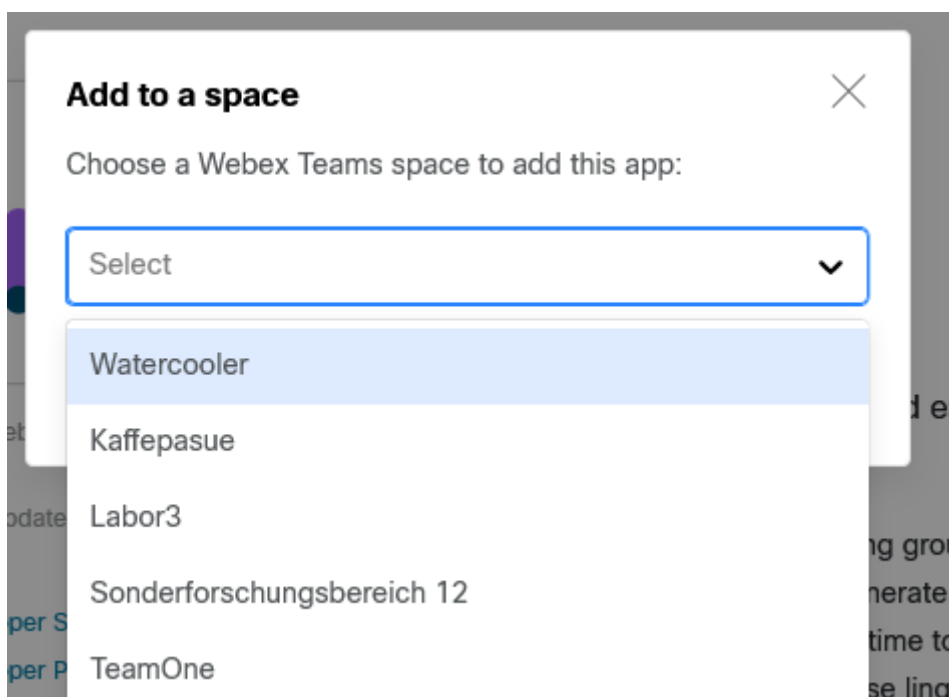 Add to a space
Choose a Webex Teams space to add this app:
Select
Watercooler
Kaffepasue
Labor3
Sonderforschungsbereich 12
TeamOne